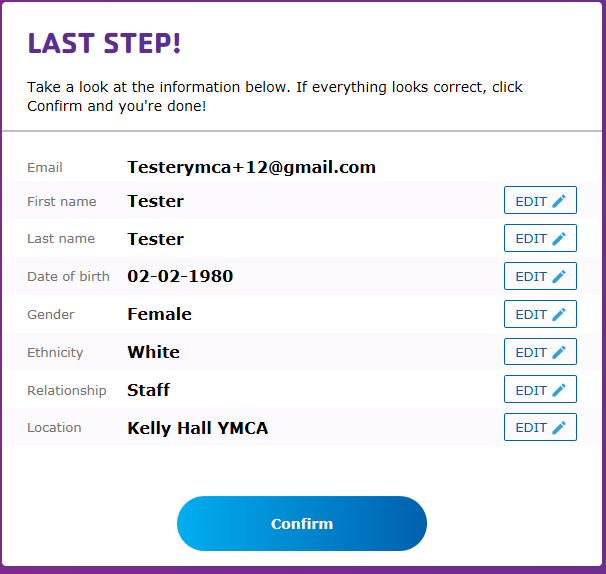 LAST STEP!
Take a look at the information below. If everything looks correct, click
Confirm and you're done!
Email Testerymca+12@gmail.com
First name Tester EDIT
Last name Tester EDIT
Date of birth 02-02-1980 EDIT
Gender Female EDIT
Ethnicity White EDIT
Relationship Staff EDIT
Location Kelly Hall YMCA EDIT
Confirm